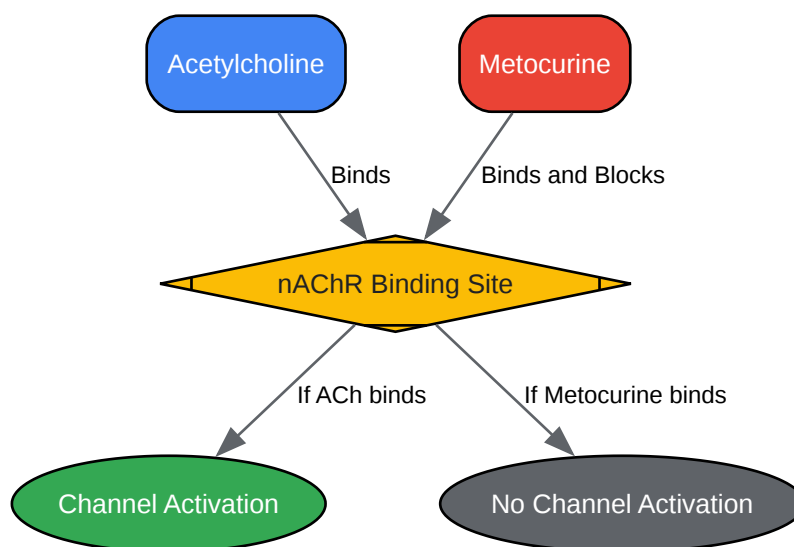 Acetylcholine
Metocurine
Binds
Binds and Blocks
nAChR Binding Site
If ACh binds
If Metocurine binds
Channel Activation
No Channel Activation